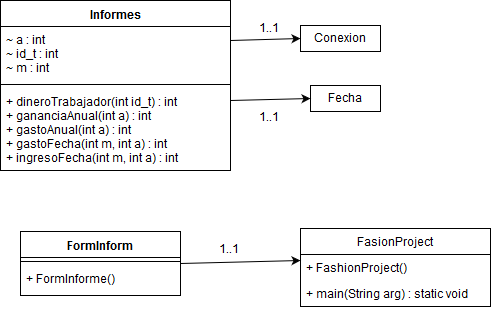 Informes
~ a : int
~ id_t : int
~ m : int
+ dineroTrabajador(int id_t) : int
+ gananciaAnual(int a) : int
+ gastoAnual(int a) : int
+ gastoFecha(int m, int a) : int
+ ingresoFecha(int m, int a) : int
1..1
Conexion
1..1
Fecha
FormInform
+ FormInforme()
1..1
FasionProject
+ FashionProject()
+ main(String arg) : static void